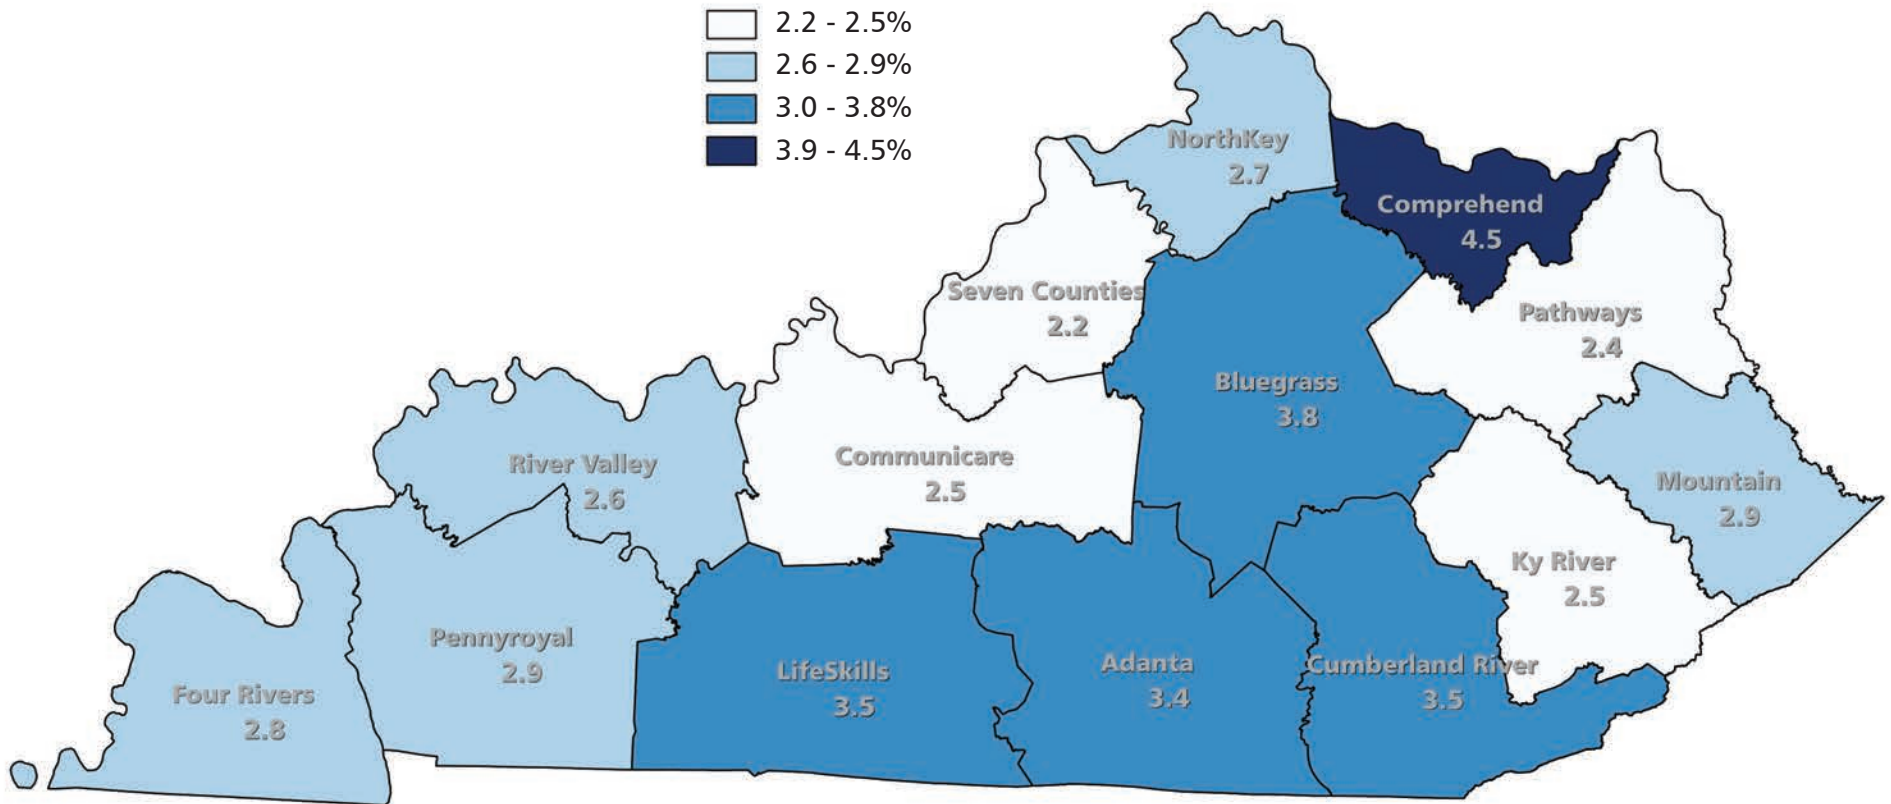 2.2 - 2.5%
2.6 - 2.9%
3.0 - 3.8%
3.9 - 4.5%
NorthKey
2.7
Comprehend
4.5
Seven Counties
2.2
Pathways
2.4
Bluegrass
3.8
Communicare
2.5
River Valley
2.6
Mountain
2.9
Ky River
2.5
Pennyroyal
2.9
LifeSkills
3.5
Adanta
3.4
Cumberland River
3.5
Four Rivers
2.8